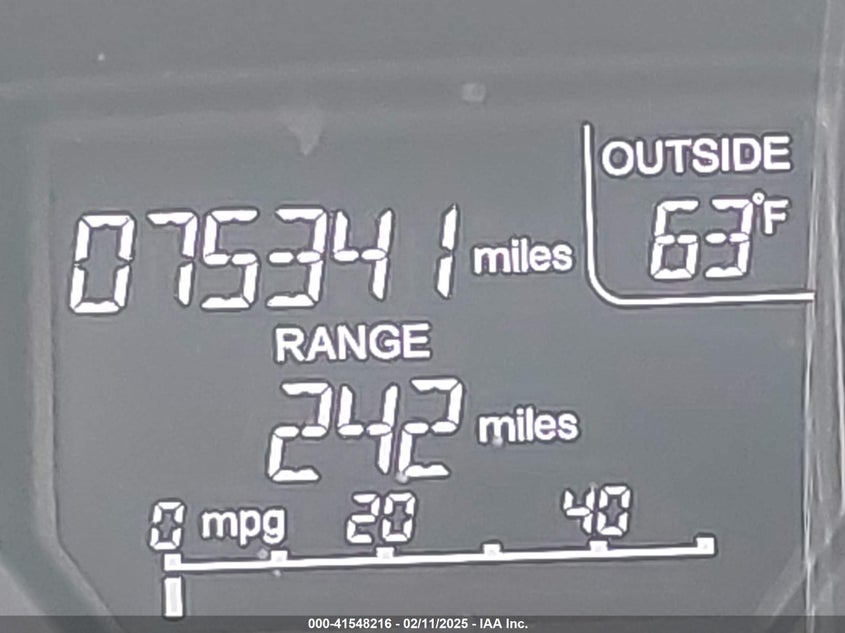 OUTSIDE
63°F
075341 miles
RANGE
242 miles
0 mpg 20 40
000-41548216 - 02/11/2025 - IAA Inc.